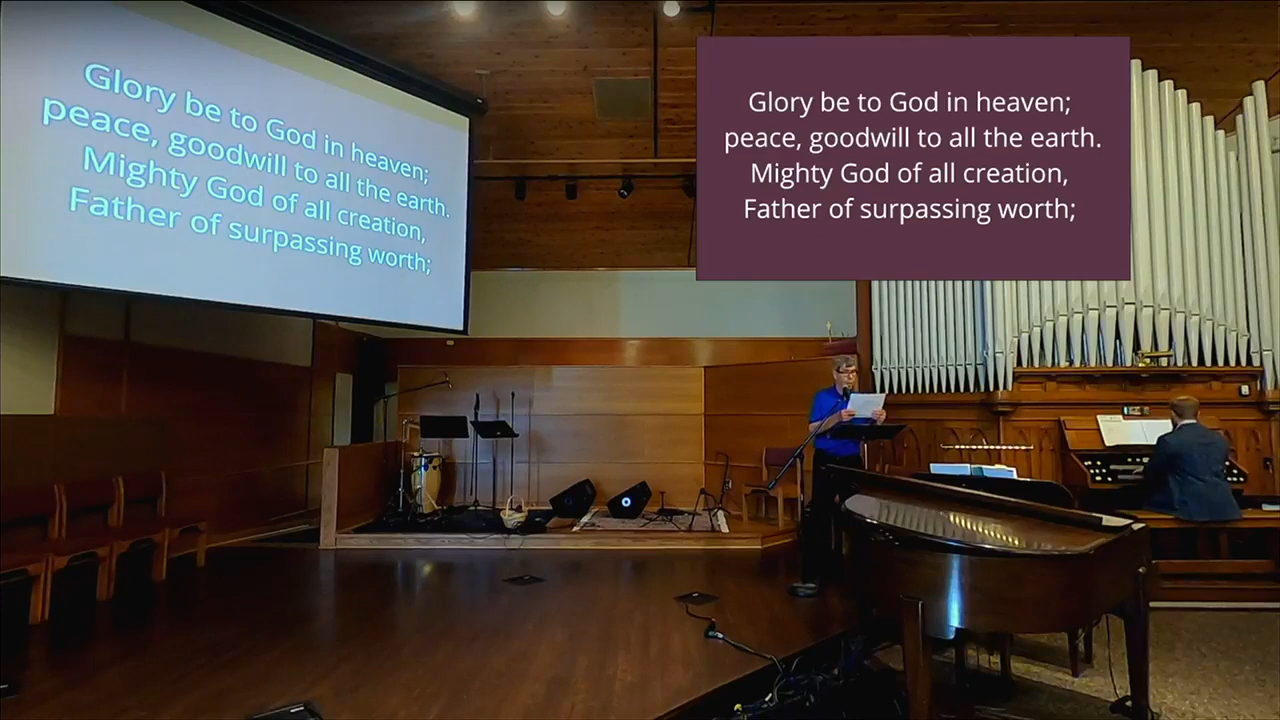 Glory be to God in heaven;
peace, goodwill to all the earth.
Mighty God of all creation,
Father of surpassing worth;
Glory be to God in heaven;
peace, goodwill to all the earth.
Mighty God of all creation,
Father of surpassing worth;